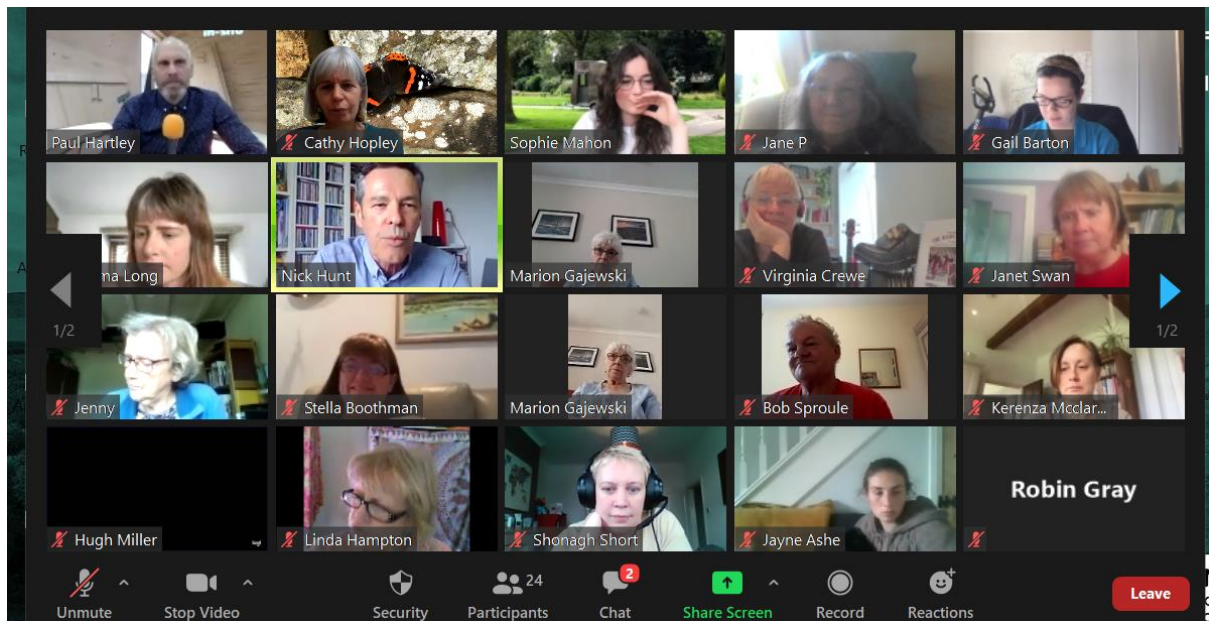 Paul Hartley
Cathy Hopley
Sophie Mahon
Jane P
Gail Barton
ma Long
Nick Hunt
Marion Gajewski
Virginia Crewe
Janet Swan
1/2
1/2
Jenny
Stella Boothman
Marion Gajewski
Bob Sproule
Kerenza Mcclar...
Hugh Miller
Linda Hampton
Shonagh Short
Jayne Ashe
Robin Gray
24
2
Unmute
Stop Video
Security
Participants
Chat
Share Screen
Record
Reactions
Leave